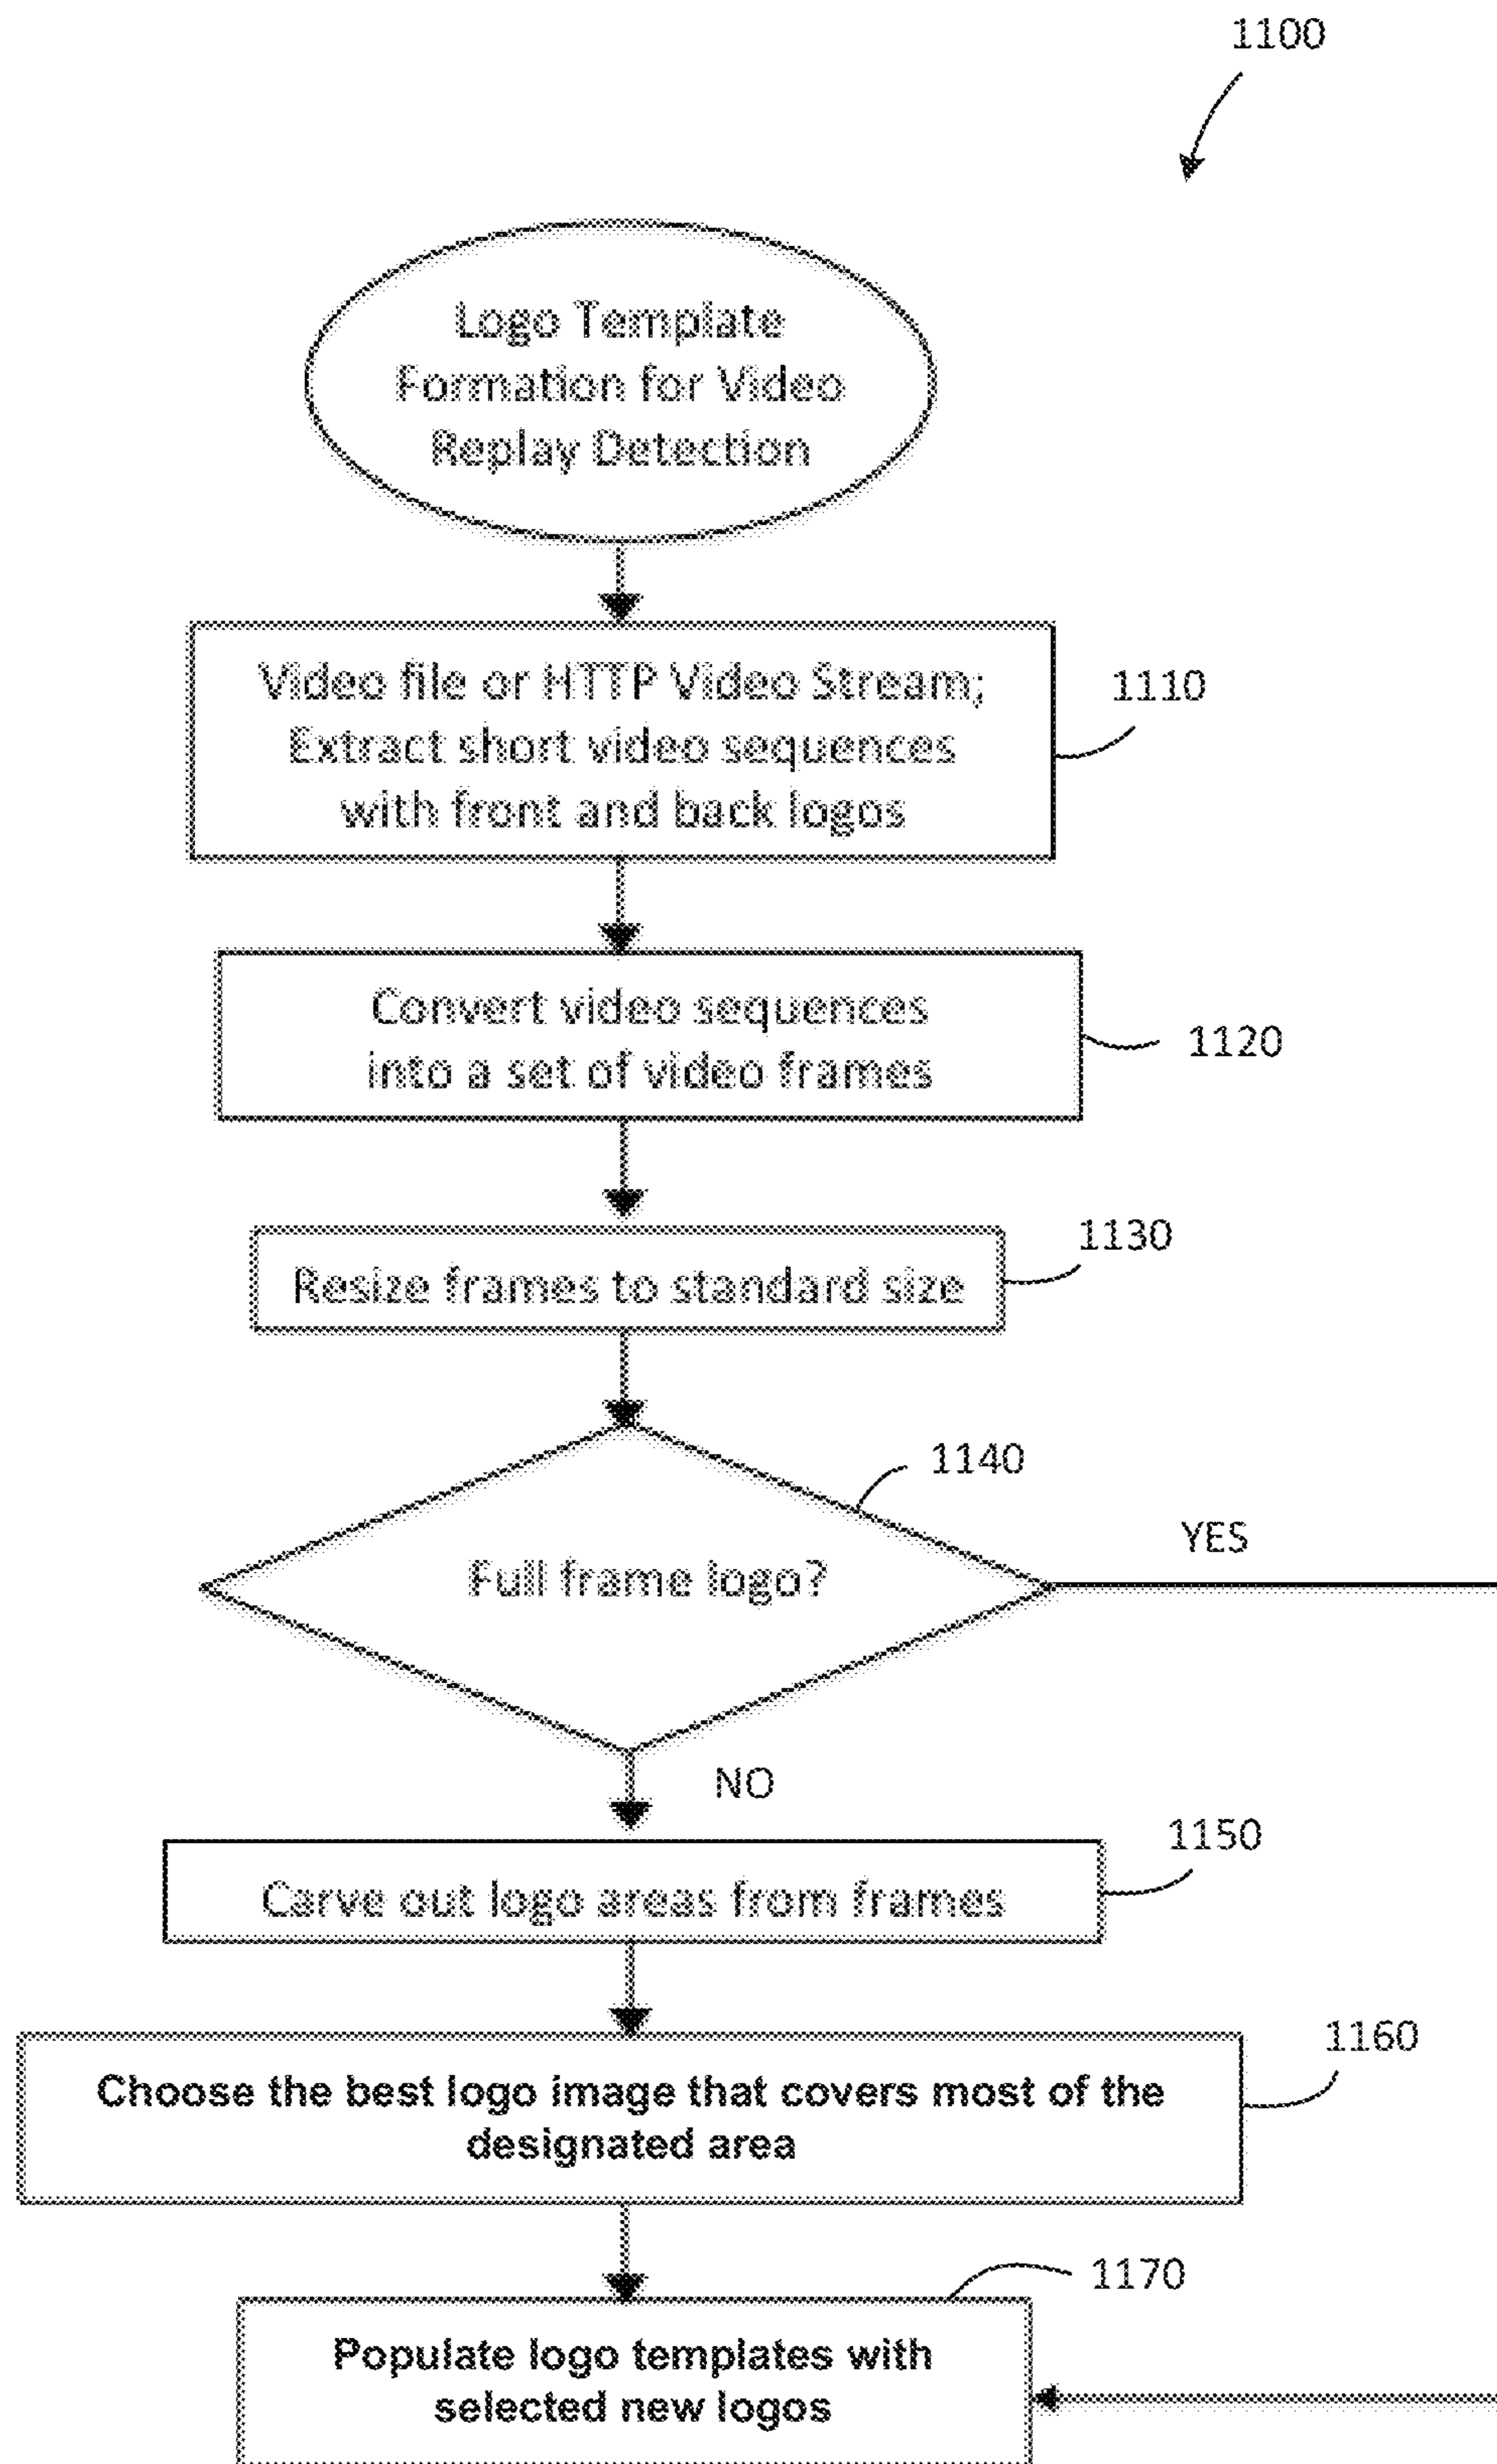 1100
Logo Template
Formation for Video
Replay Detection
Video file or HTTP Video Stream;
Extract short video sequences
with front and back logos
1110
Convert video sequences
into a set of video frames
1120
1130
Resize frames to standard size
1140
Full frame logo?
YES
NO
1150
Carve out logo areas from frames
1160
Choose the best logo image that covers most of the
designated area
1170
Populate logo templates with
selected new logos